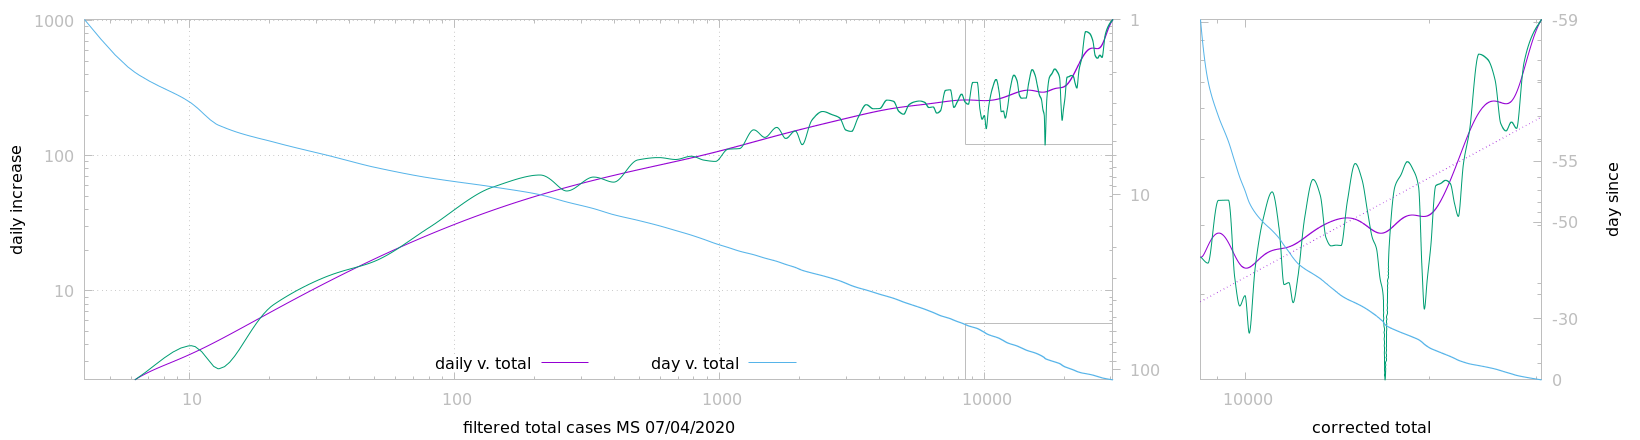 1000
100
10
daily increase
10
100
1000
10000
filtered total cases MS 07/04/2020
daily v. total
day v. total
1
10
100
10000
corrected total
-59
-55
-50
-30
0
day since